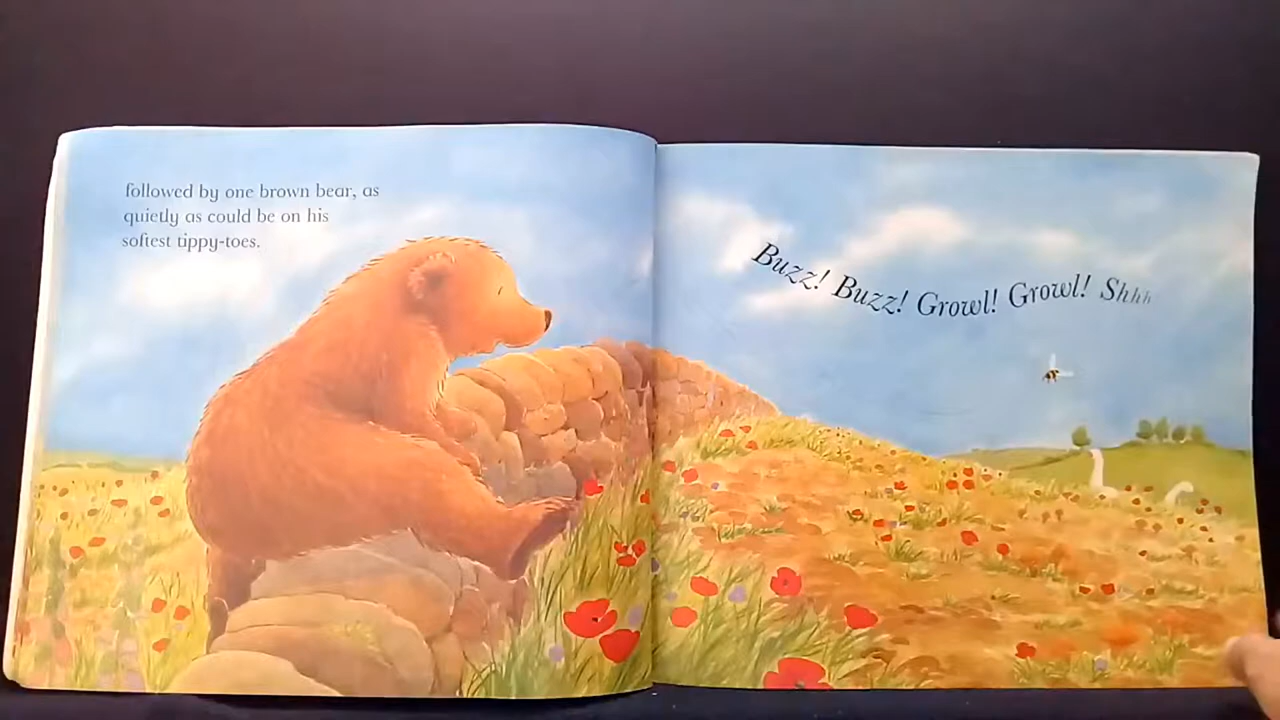 followed by one brown bear, as
quietly as could be on his
softest tippy-toes.
Buzz! Buzz! Growl! Growl! Shhh